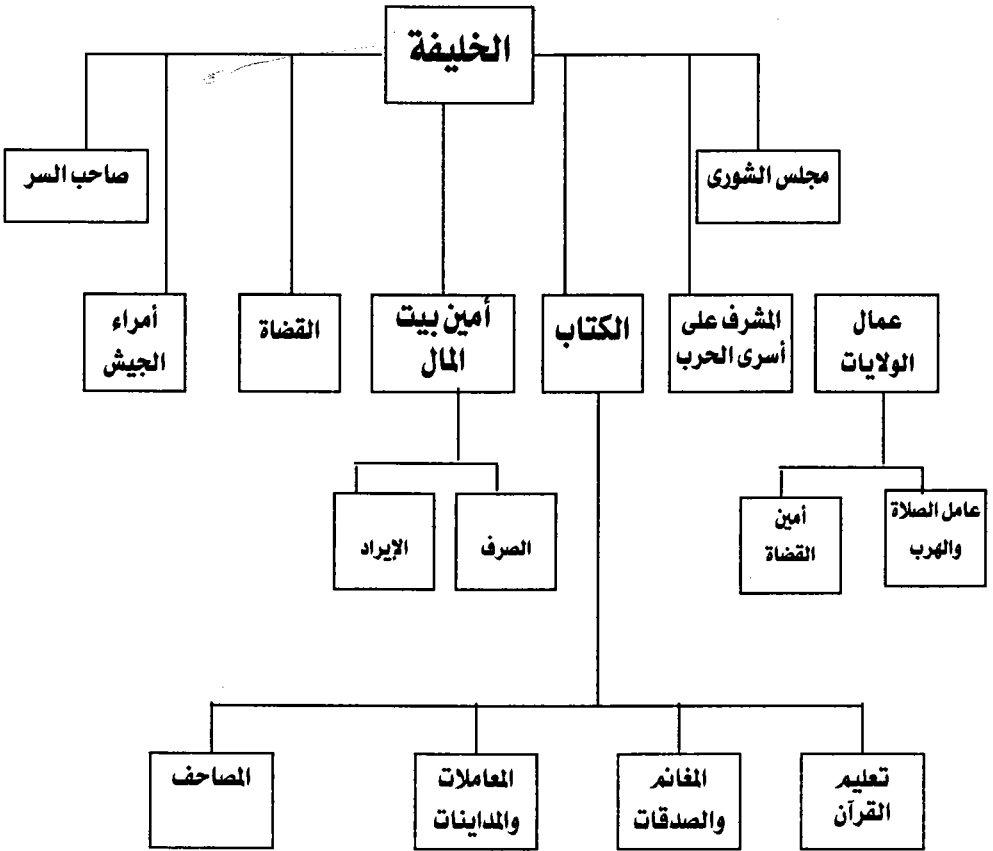 الخليفة
مجلس الشورى
صاحب السر
عمال
الولايات
المشرف على
أسرى الحرب
الكتاب
أمين بيت
المال
القضاة
أمراء
الجيش
عامل الصلاة
والهرب
أمين
القضاة
الصرف
الإيراد
تعليم
القرآن
المغانم
والصدقات
المعاملات
والمداينات
المصاحف